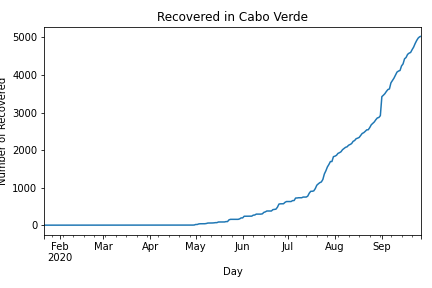 Recovered in Cabo Verde
5000
4000
3000
2000
1000
0
Number of Recovered
Feb Mar Apr May Jun Jul Aug Sep
2020
Day